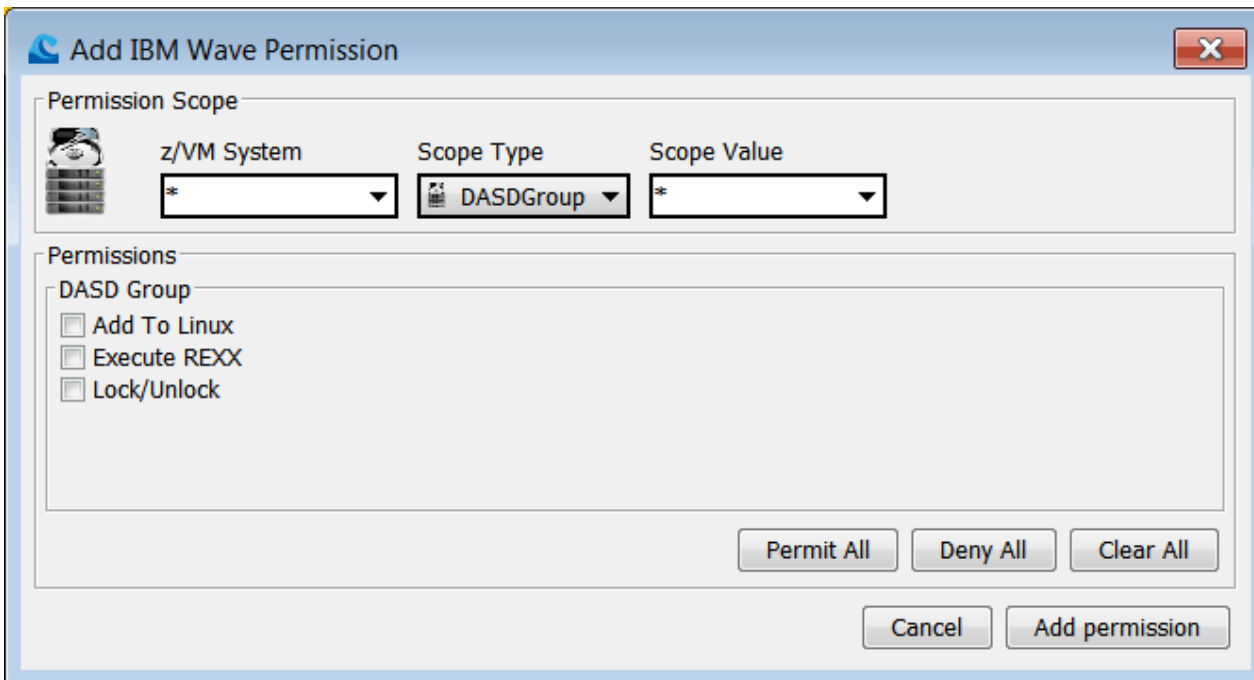 Add IBM Wave Permission
Permission Scope
z/VM System Scope Type Scope Value
* DASDGroup *
Permissions
DASD Group
Add To Linux
Execute REXX
Lock/Unlock
Permit All Deny All Clear All
Cancel Add permission